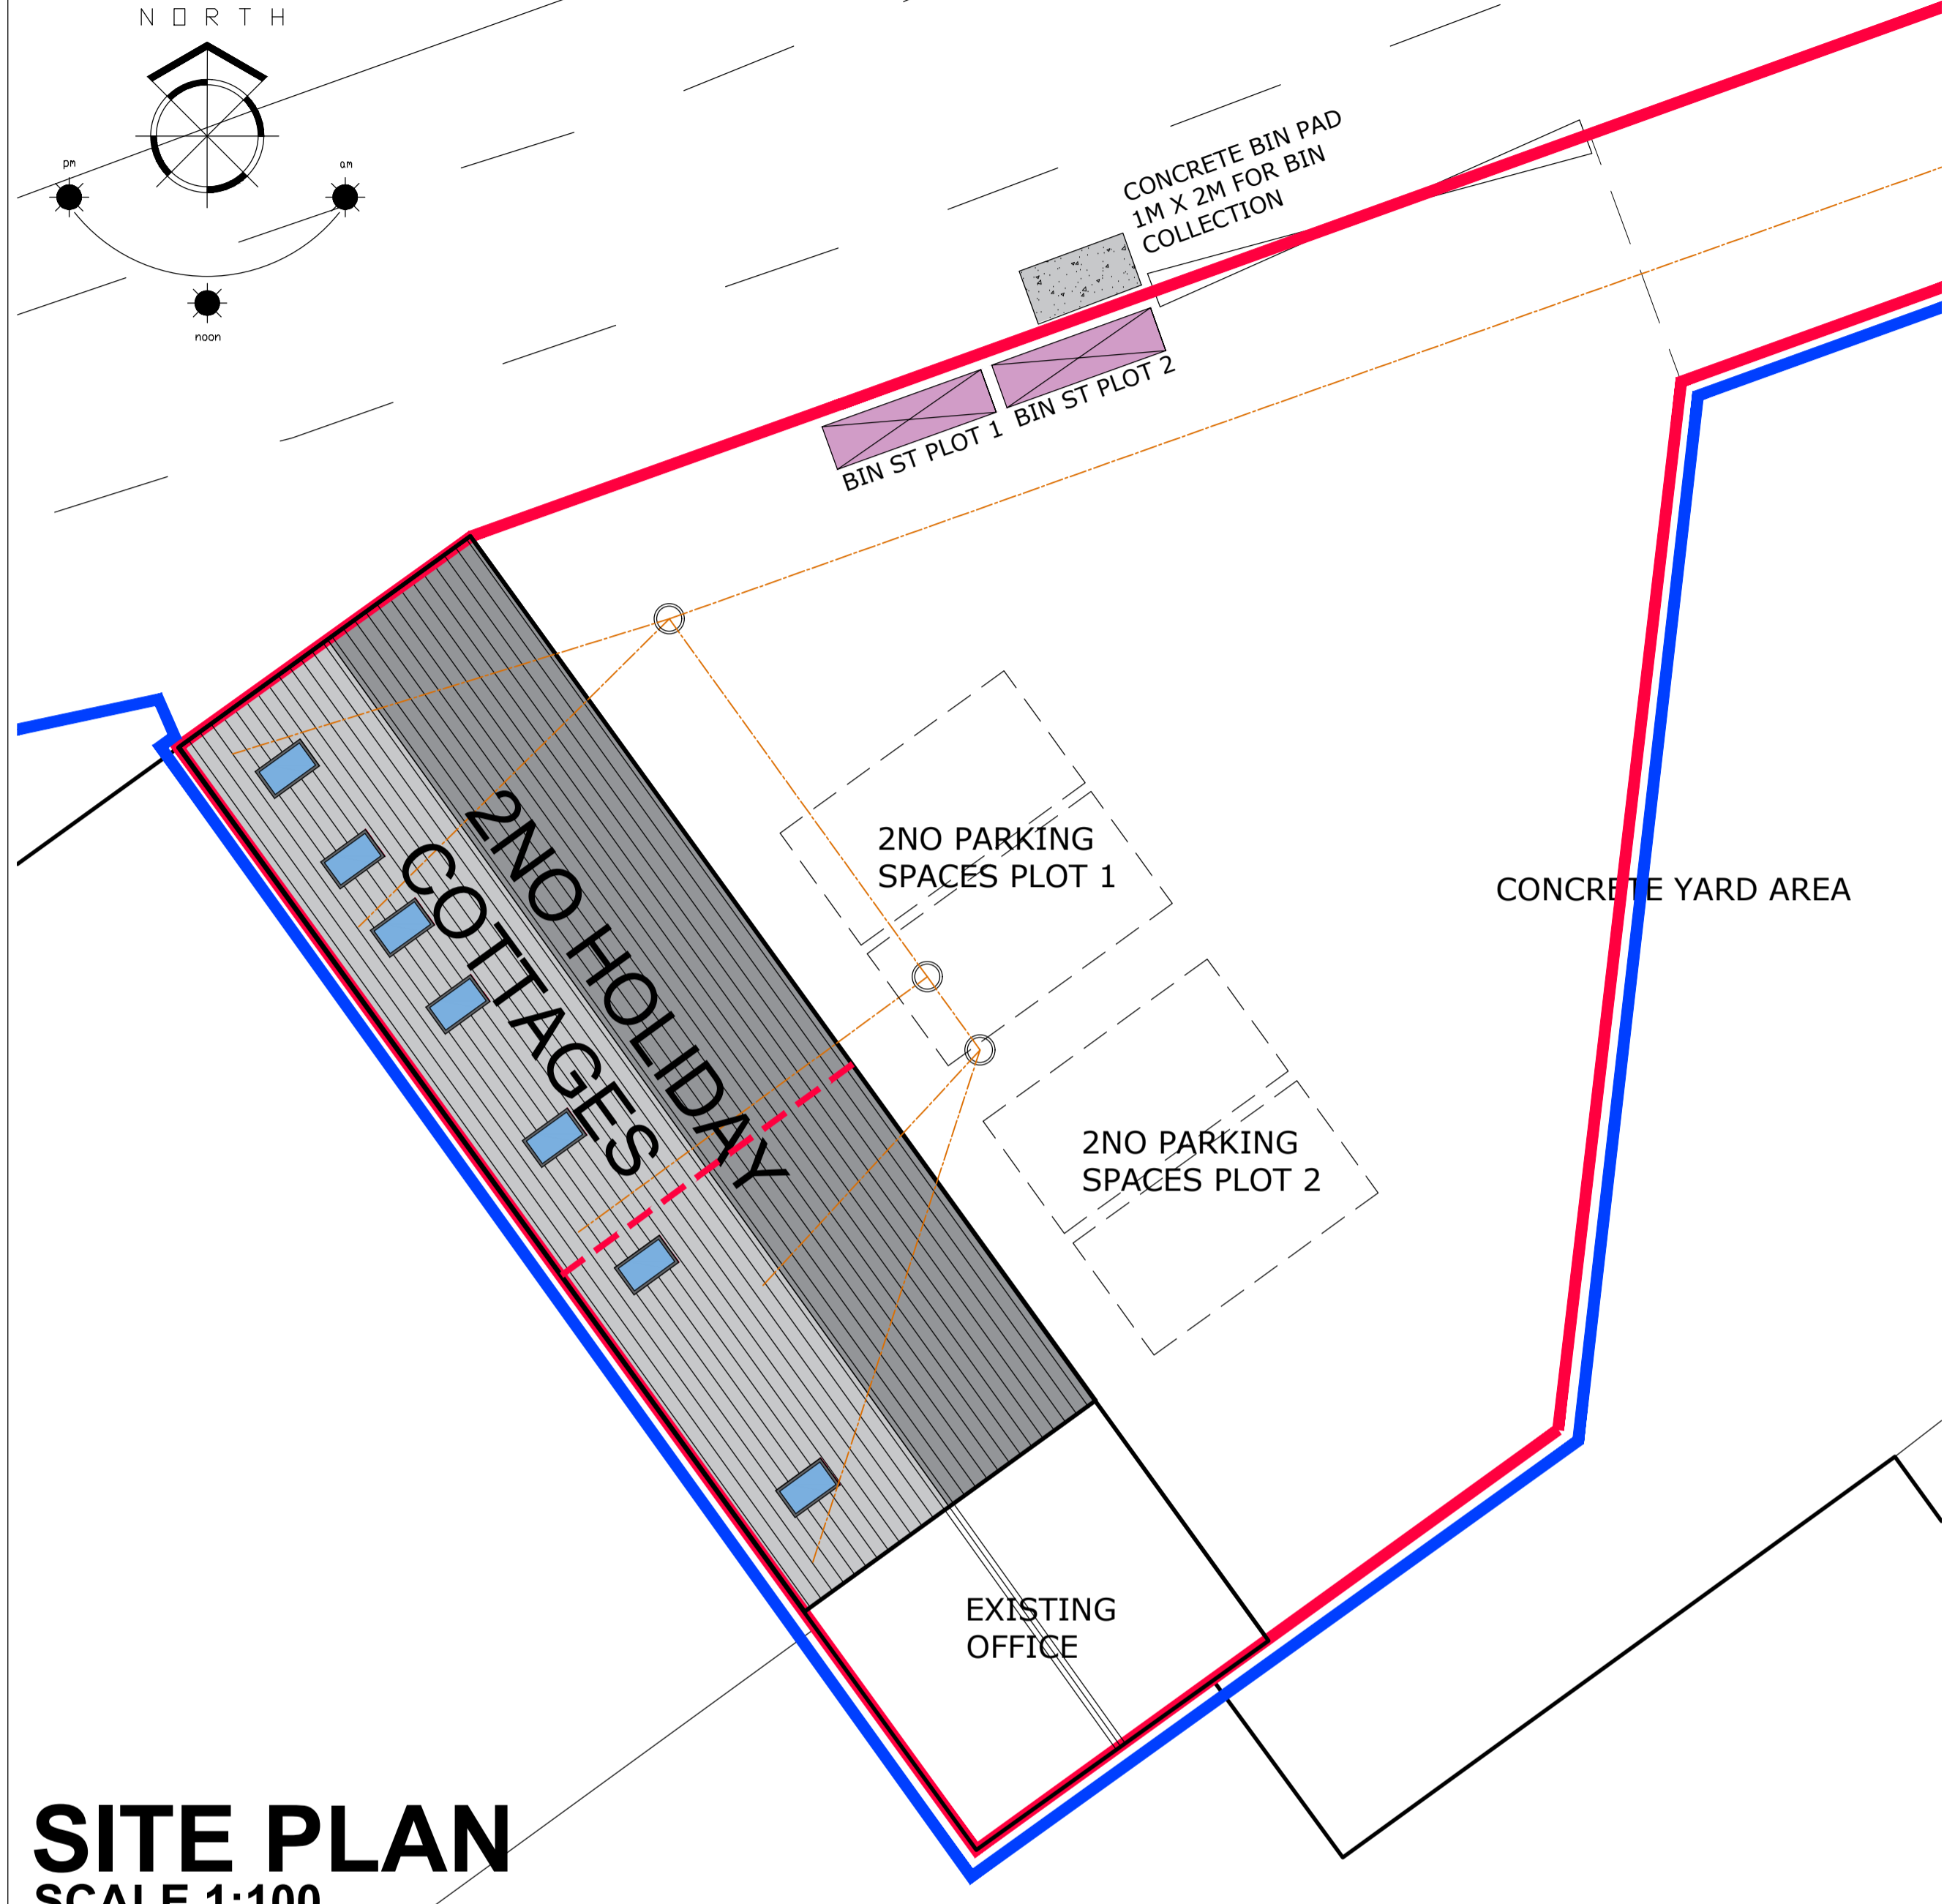 NORTH
pm
am
noon
CONCRETE BIN PAD
1M X 2M FOR BIN
COLLECTION
BIN ST PLOT 1
BIN ST PLOT 2
2NO PARKING
SPACES PLOT 1
CONCRETE YARD AREA
2NO HOLIDAY
COTTAGES
2NO PARKING
SPACES PLOT 2
EXISTING
OFFICE
SITE PLAN
SCALE 1:100